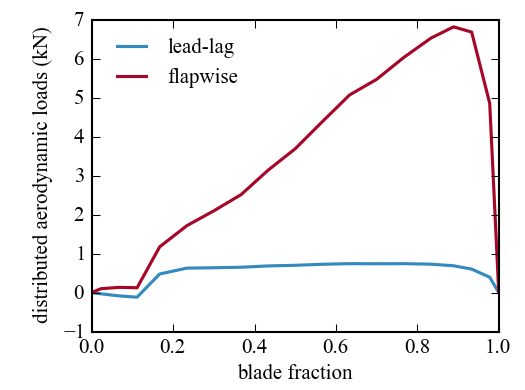 distributed aerodynamic loads (kN)
7
6
5
4
3
2
1
0
−1
lead-lag
flapwise
0.0 0.2 0.4 0.6 0.8 1.0
blade fraction